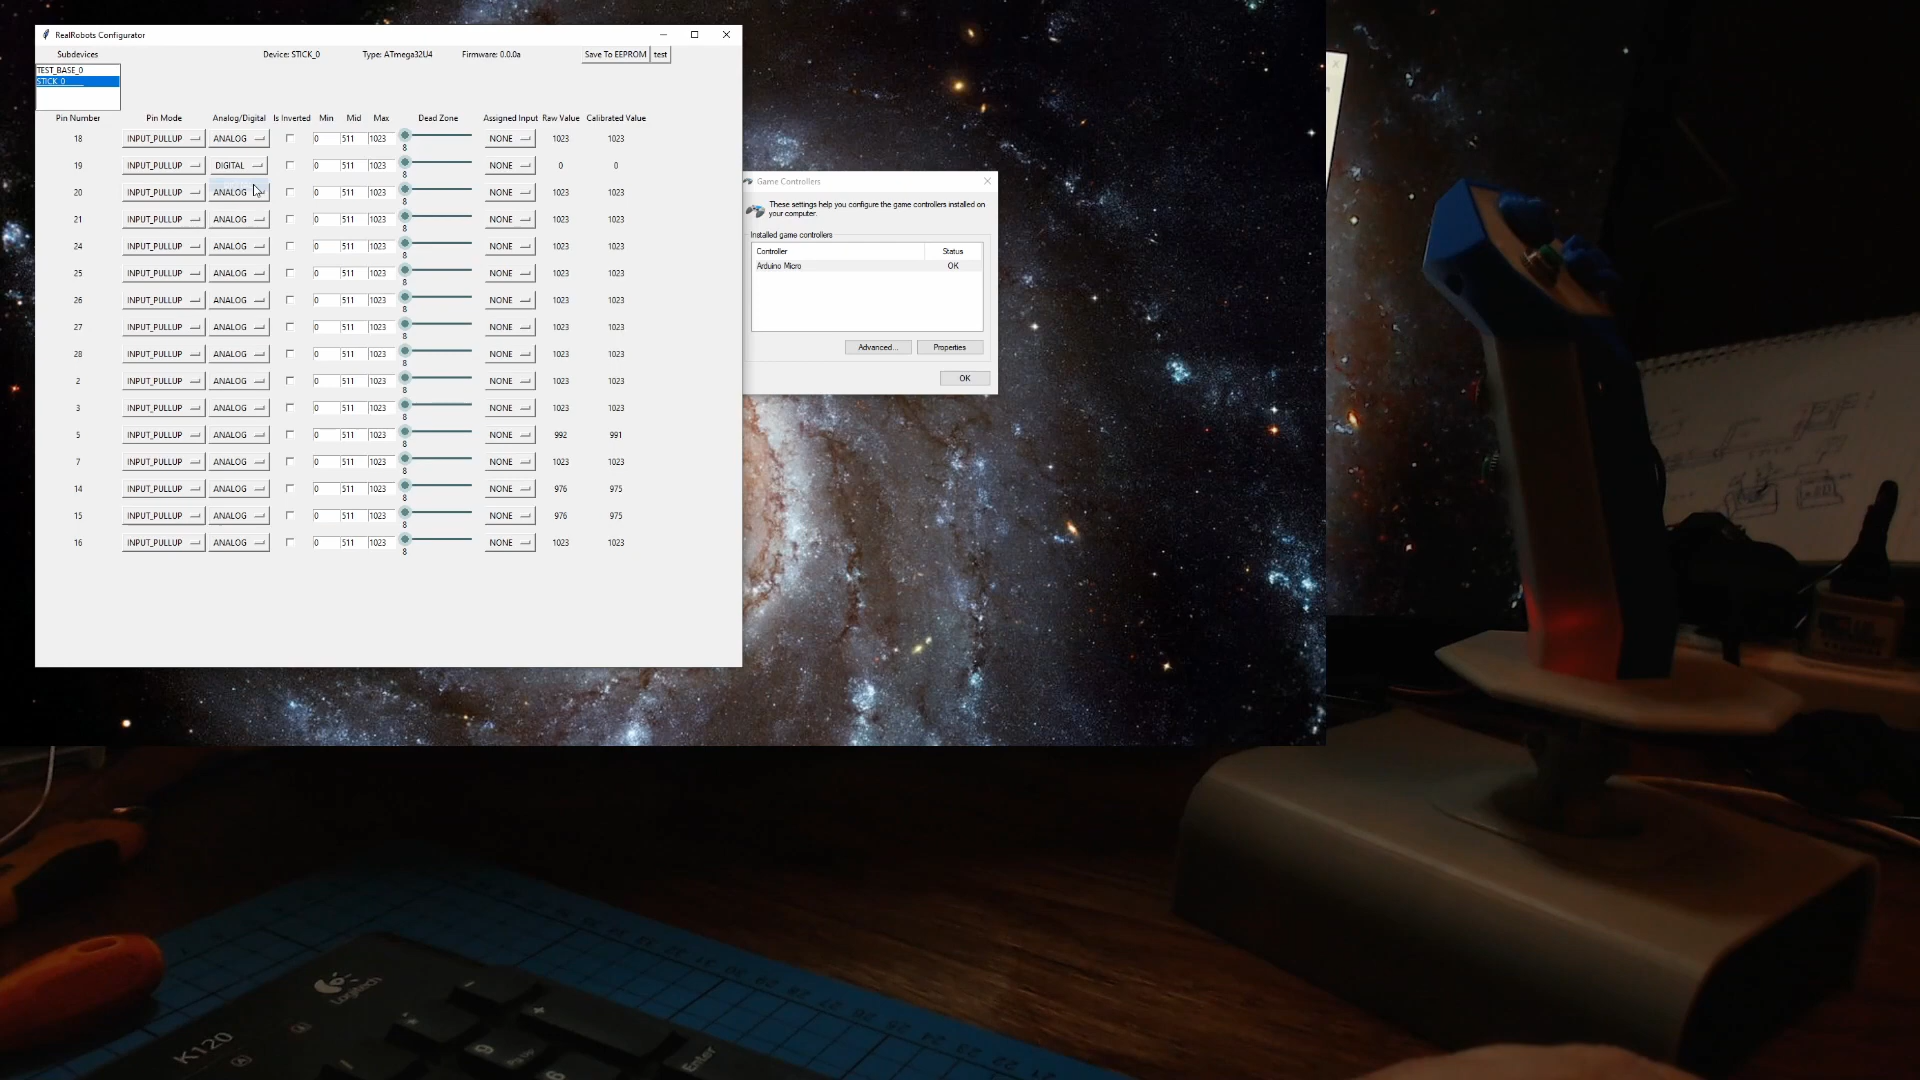 RealRobots Configurator
Subdevices Device: STICK_0 Type: ATmega32U4 Firmware: 0.0.0a Save To EEPROM test
TEST_BASE_0
STICK_0
Pin Number Pin Mode Analog/Digital Is Inverted Min Mid Max Dead Zone Assigned Input Raw Value Calibrated Value
18 INPUT_PULLUP ANALOG 0 511 1023 8 NONE 1023 1023
19 INPUT_PULLUP DIGITAL 0 511 1023 8 NONE 0 0
20 INPUT_PULLUP ANALOG 0 511 1023 8 NONE 1023 1023
21 INPUT_PULLUP ANALOG 0 511 1023 8 NONE 1023 1023
24 INPUT_PULLUP ANALOG 0 511 1023 8 NONE 1023 1023
25 INPUT_PULLUP ANALOG 0 511 1023 8 NONE 1023 1023
26 INPUT_PULLUP ANALOG 0 511 1023 8 NONE 1023 1023
27 INPUT_PULLUP ANALOG 0 511 1023 8 NONE 1023 1023
28 INPUT_PULLUP ANALOG 0 511 1023 8 NONE 1023 1023
2 INPUT_PULLUP ANALOG 0 511 1023 8 NONE 1023 1023
3 INPUT_PULLUP ANALOG 0 511 1023 8 NONE 1023 1023
5 INPUT_PULLUP ANALOG 0 511 1023 8 NONE 992 991
7 INPUT_PULLUP ANALOG 0 511 1023 8 NONE 1023 1023
14 INPUT_PULLUP ANALOG 0 511 1023 8 NONE 976 975
15 INPUT_PULLUP ANALOG 0 511 1023 8 NONE 976 975
16 INPUT_PULLUP ANALOG 0 511 1023 8 NONE 1023 1023
Game Controllers
These settings help you configure the game controllers installed on
your computer.
Installed game controllers
Controller Status
Arduino Micro OK
Advanced... Properties
OK
Logitech
K120
Enter